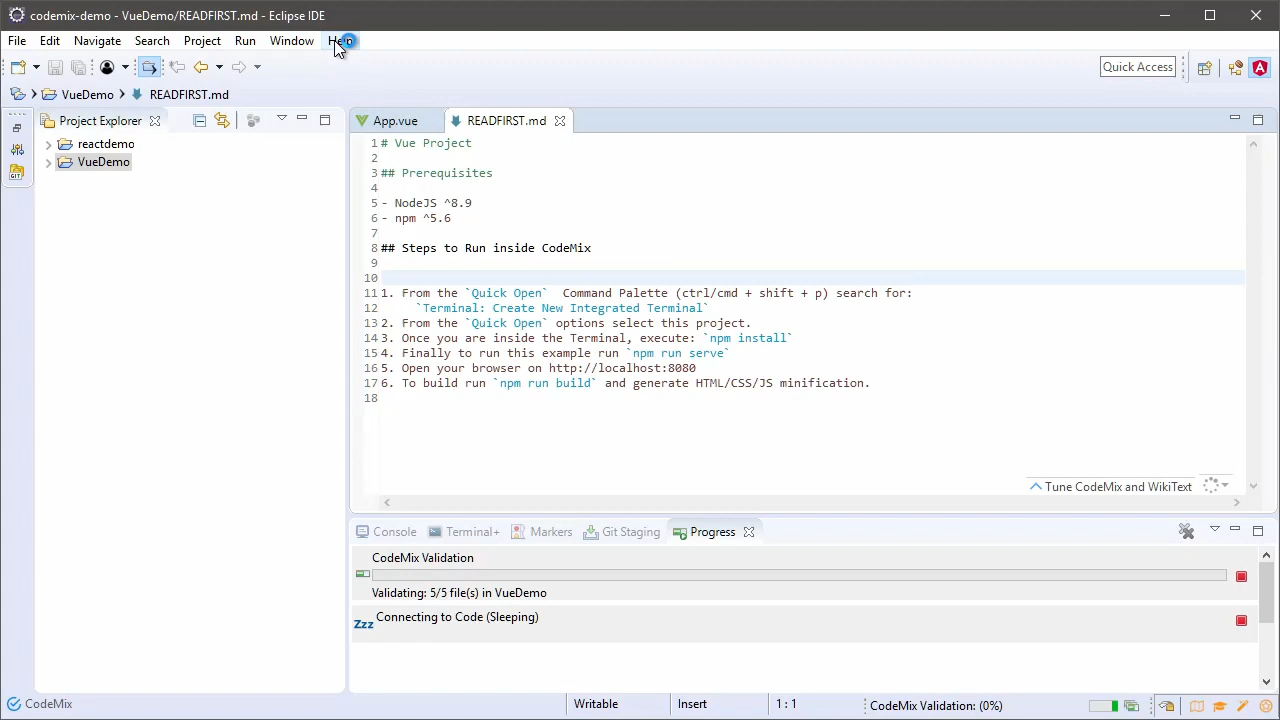 codemix-demo - VueDemo/READFIRST.md - Eclipse IDE
File Edit Navigate Search Project Run Window
Quick Access
VueDemo READFIRST.md
Project Explorer
reactdemo
VueDemo
App.vue READFIRST.md
1 # Vue Project
2
3 ## Prerequisites
4
5 - NodeJS ^8.9
6 - npm ^5.6
7
8 ## Steps to Run inside CodeMix
9
10
11 1. From the `Quick Open`  Command Palette (ctrl/cmd + shift + p) search for:
12 `Terminal: Create New Integrated Terminal`
13 2. From the `Quick Open` options select this project.
14 3. Once you are inside the Terminal, execute: `npm install`
15 4. Finally to run this example run `npm run serve`
16 5. Open your browser on http://localhost:8080
17 6. To build run `npm run build` and generate HTML/CSS/JS minification.
18
Tune CodeMix and WikiText
Console Terminal+ Markers Git Staging Progress
CodeMix Validation
Validating: 5/5 file(s) in VueDemo
Zzz Connecting to Code (Sleeping)
CodeMix Writable Insert 1 : 1 CodeMix Validation: (0%)